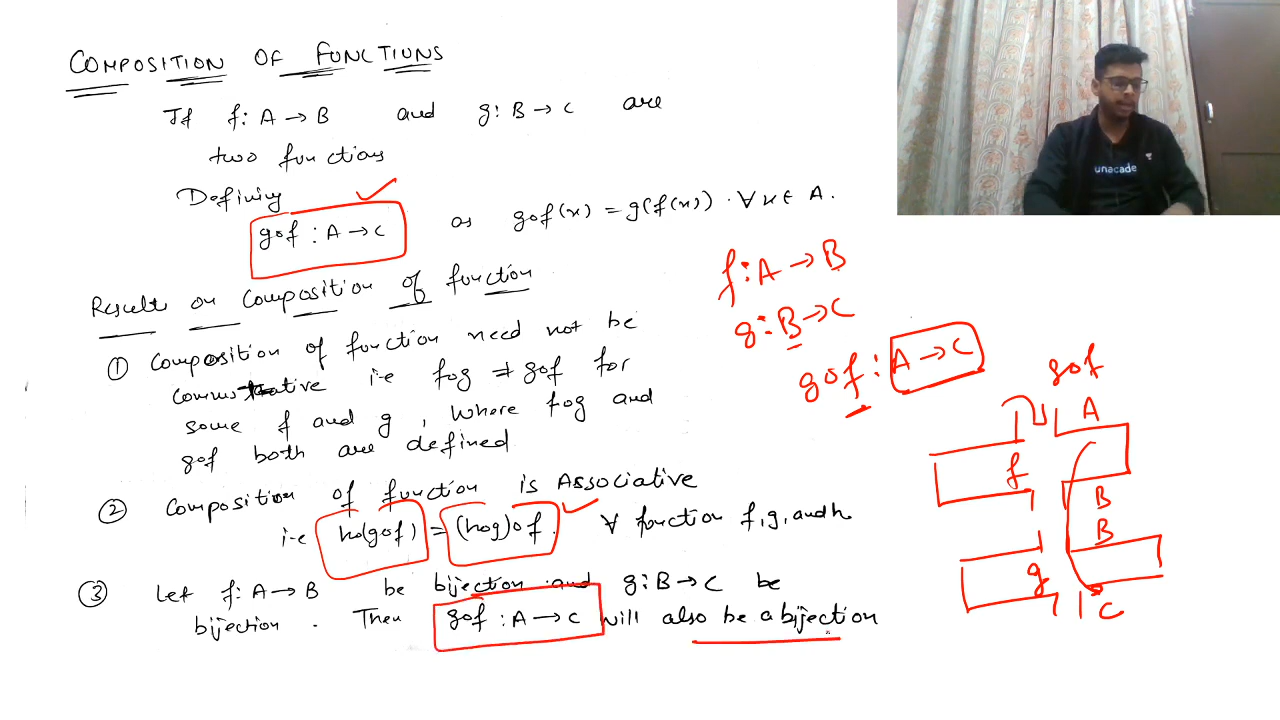 COMPOSITION OF FUNCTIONS
If f: A → B and g: B → C are
two functions
Defining
gof : A → C as gof(x) = g(f(x)) . ∀ x ∈ A.
Results on Composition of function
① Composition of function need not be
commutative i-e fog ≠ gof for
some f and g , where fog and
gof both are defined
② Composition of function is Associative
i-e ho(gof) = (hog)of . ∀ function f, g, and h
③ Let f: A → B be bijection and g: B → C be
bijection . Then gof : A → C will also be a bijection
f: A → B
g: B → C
gof : A → C
gof
A
f
B
B
g
C
unacade